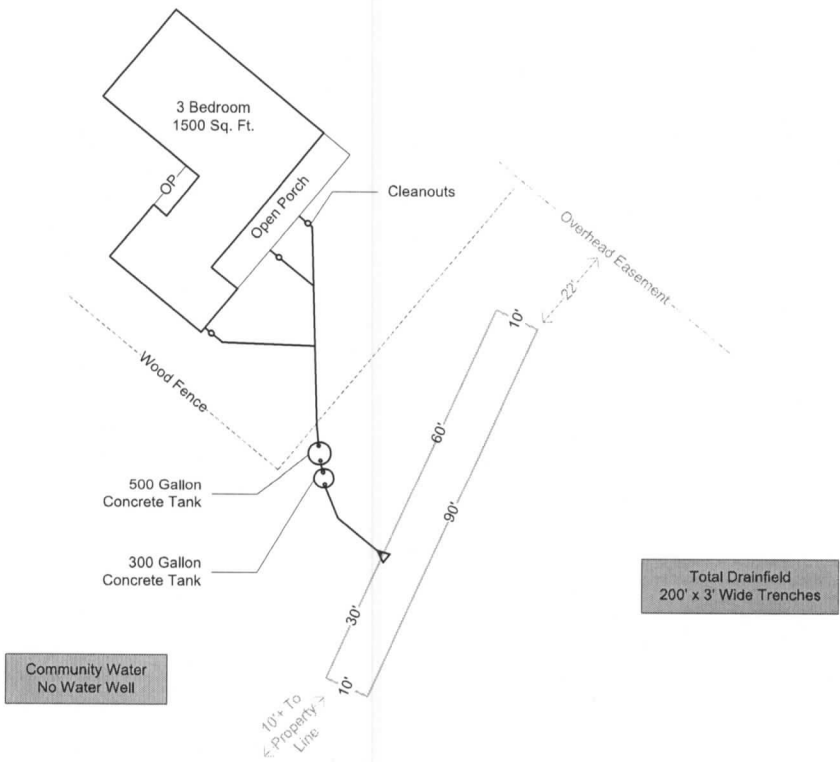 3 Bedroom
1500 Sq. Ft.
OP
Open Porch
Cleanouts
Overhead Easement
22'
10'
Wood Fence
60'
90'
500 Gallon
Concrete Tank
300 Gallon
Concrete Tank
Total Drainfield
200' x 3' Wide Trenches
30'
Community Water
No Water Well
10'
10'+ To
Property
Line